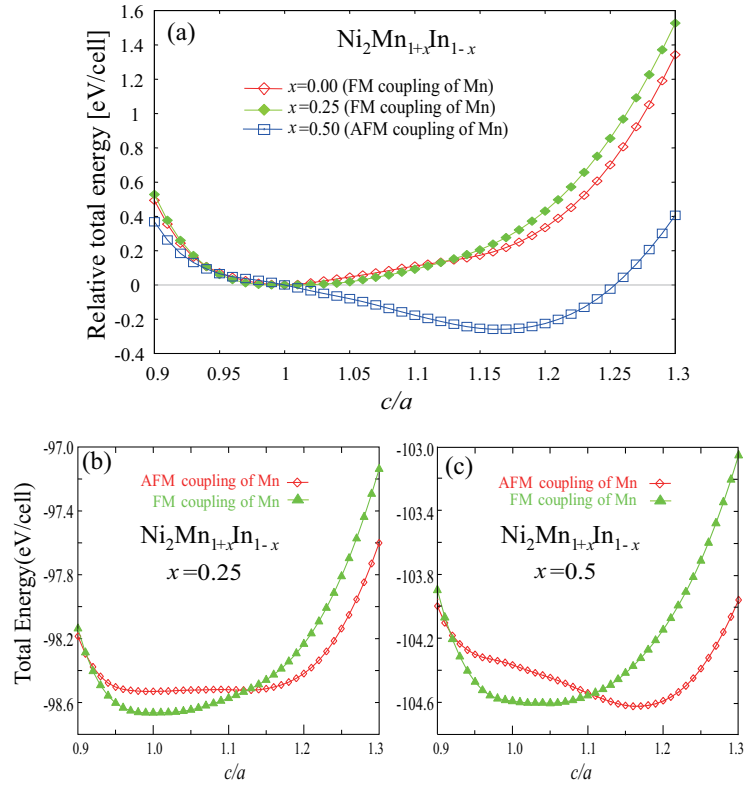 (a)
Ni2Mn1+xIn1-x
x=0.00 (FM coupling of Mn)
x=0.25 (FM coupling of Mn)
x=0.50 (AFM coupling of Mn)
Relative total energy [eV/cell]
1.6
1.4
1.2
1
0.8
0.6
0.4
0.2
0
-0.2
-0.4
0.9 0.95 1 1.05 1.1 1.15 1.2 1.25 1.3
c/a
(b)
AFM coupling of Mn
FM coupling of Mn
Ni2Mn1+xIn1-x
x=0.25
Total Energy(eV/cell)
-97.0
-97.4
-97.8
-98.2
-98.6
0.9 1.0 1.1 1.2 1.3
c/a
(c)
AFM coupling of Mn
FM coupling of Mn
Ni2Mn1+xIn1-x
x=0.5
-103.0
-103.4
-103.8
-104.2
-104.6
0.9 1.0 1.1 1.2 1.3
c/a